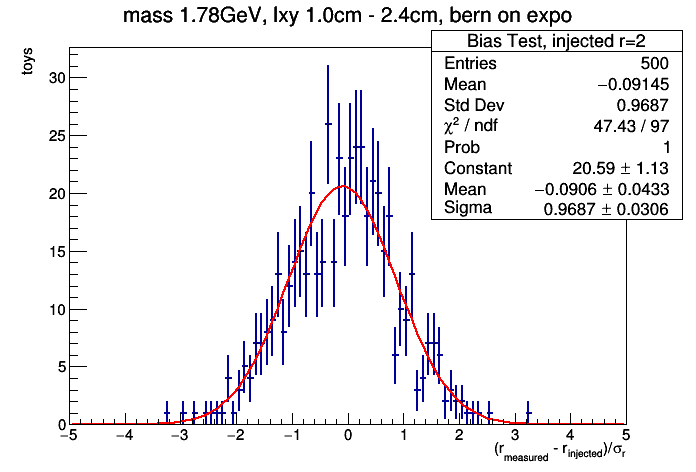 mass 1.78GeV, lxy 1.0cm - 2.4cm, bern on expo
toys
Bias Test, injected r=2
Entries 500
Mean −0.09145
Std Dev 0.9687
χ² / ndf 47.43 / 97
Prob 1
Constant 20.59 ± 1.13
Mean −0.0906 ± 0.0433
Sigma 0.9687 ± 0.0306
30
25
20
15
10
5
0
−5 −4 −3 −2 −1 0 1 2 3 4 5
(r_measured - r_injected)/σ_r